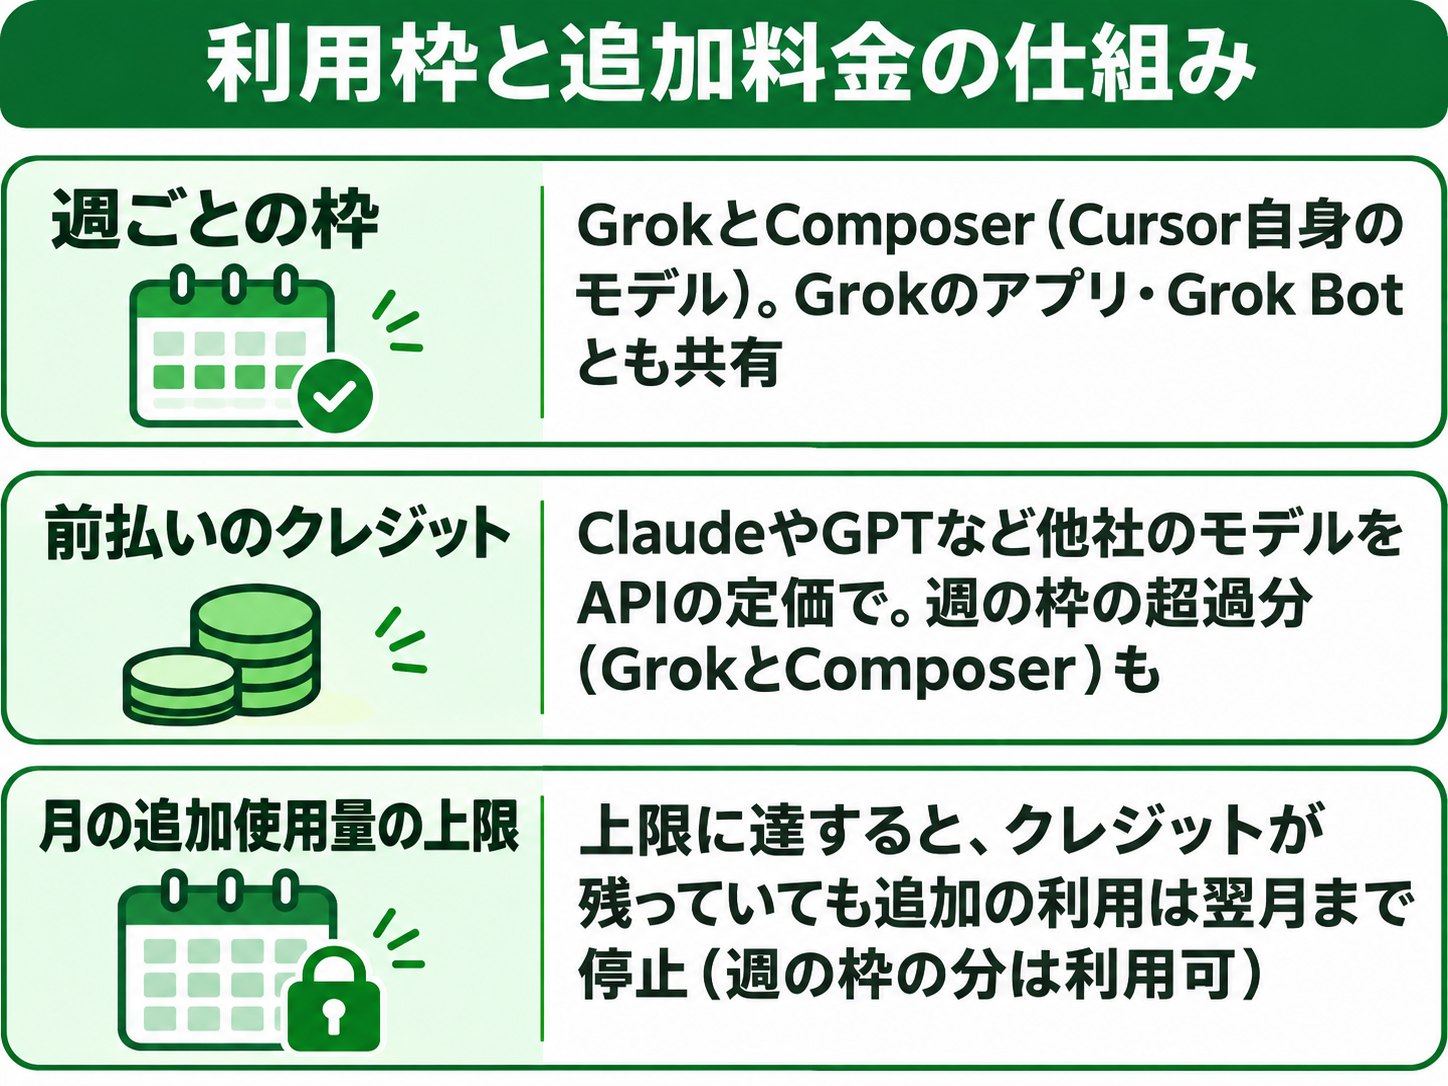 利用枠と追加料金の仕組み
週ごとの枠
GrokとComposer(Cursor自身の
モデル)。Grokのアプリ・Grok Bot
とも共有
前払いのクレジット
ClaudeやGPTなど他社のモデルを
APIの定価で。週の枠の超過分
(GrokとComposer)も
月の追加使用量の上限
上限に達すると、クレジットが
残っていても追加の利用は翌月まで
停止(週の枠の分は利用可)